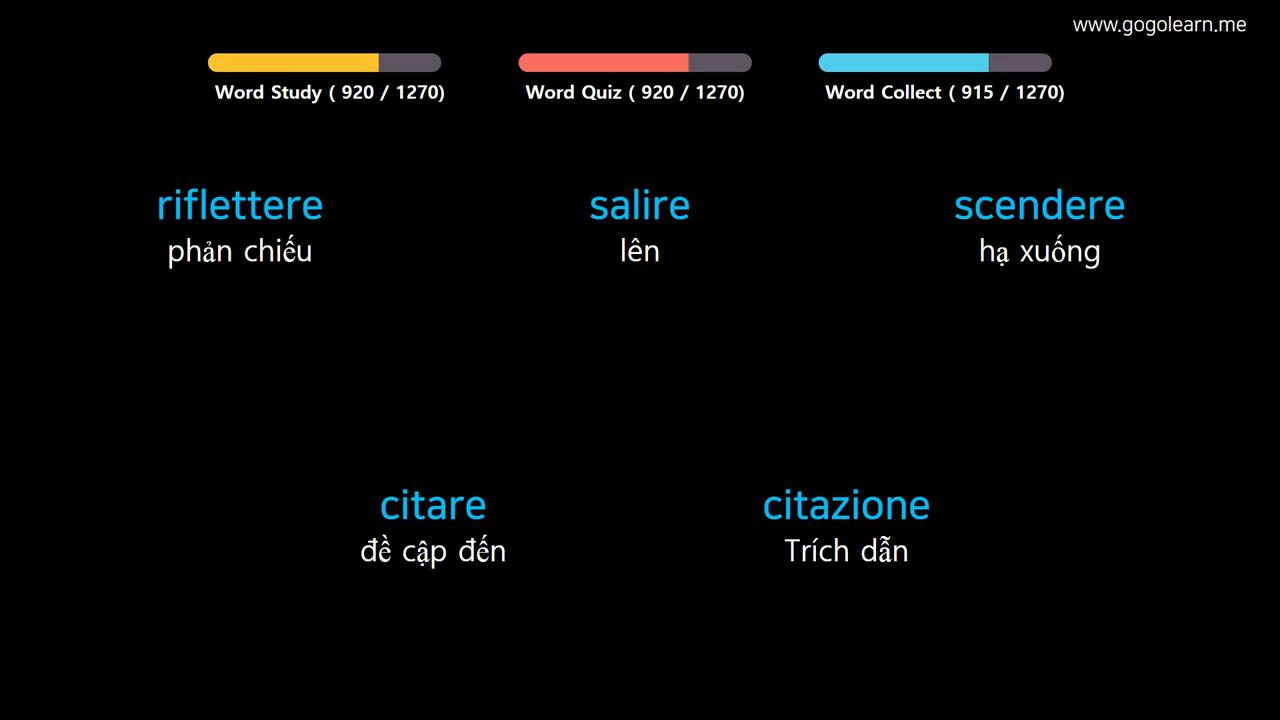 www.gogolearn.me
Word Study ( 920 / 1270)
Word Quiz ( 920 / 1270)
Word Collect ( 915 / 1270)
riflettere
phản chiếu
salire
lên
scendere
hạ xuống
citare
đề cập đến
citazione
Trích dẫn